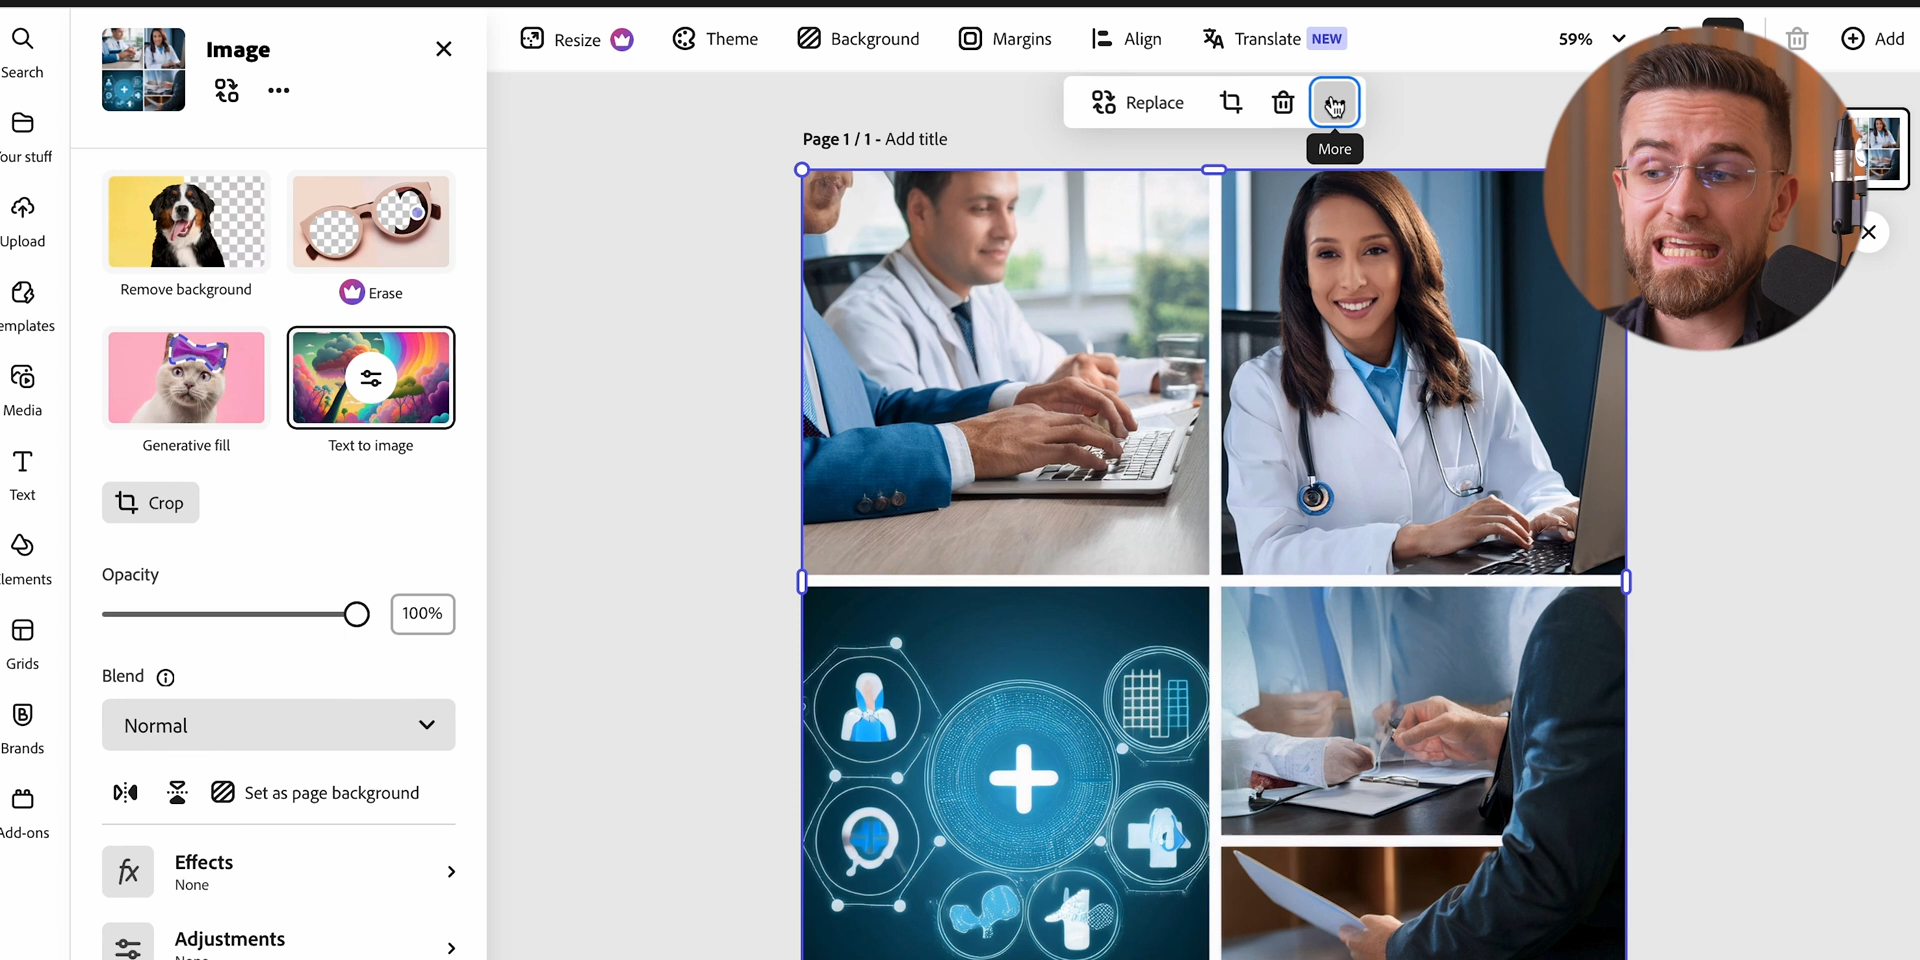 Search
Your stuff
Upload
emplates
Media
Text
lements
Grids
Brands
Add-ons
Image
Remove background
Erase
Generative fill
Text to image
Crop
Opacity
100%
Blend
Normal
Set as page background
fx
Effects
None
Adjustments
Resize
Theme
Background
Margins
Align
Translate NEW
59%
Add
Replace
More
Page 1 / 1 - Add title